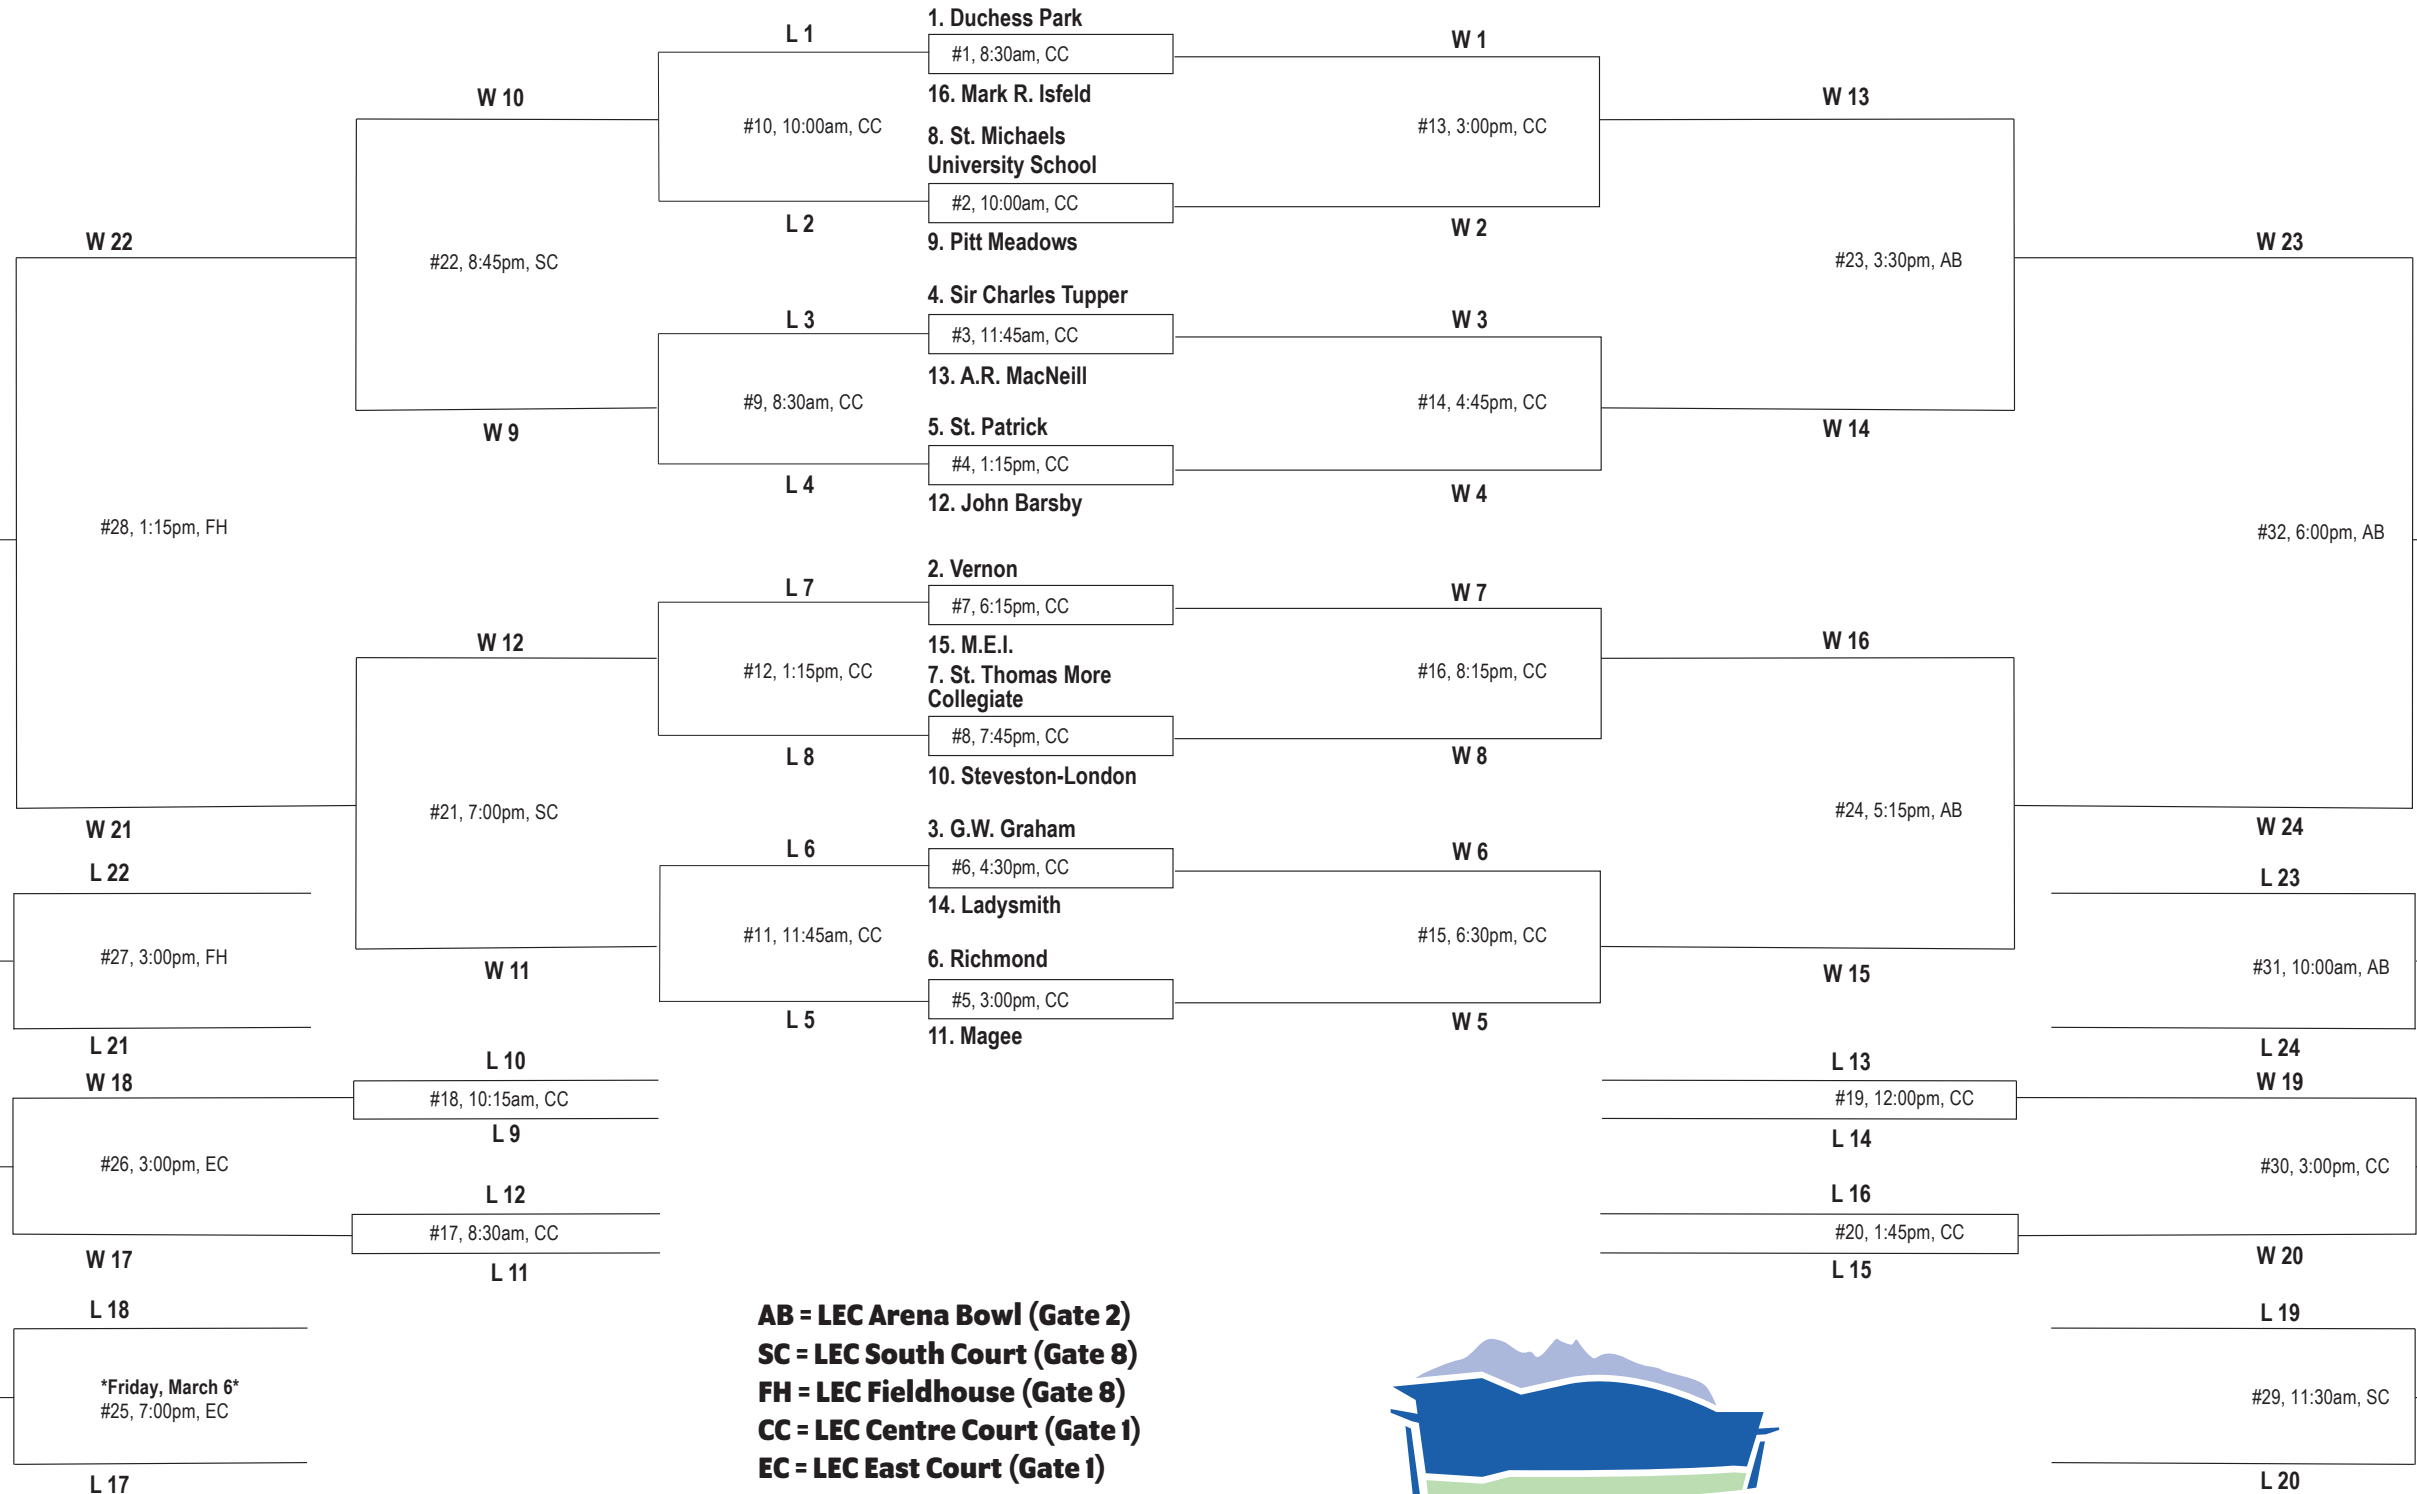 1. Duchess Park
L 1
#1, 8:30am, CC
W 1
16. Mark R. Isfeld
W 10
W 13
#10, 10:00am, CC
8. St. Michaels
University School
#13, 3:00pm, CC
#2, 10:00am, CC
L 2
W 2
9. Pitt Meadows
W 22
W 23
#22, 8:45pm, SC
#23, 3:30pm, AB
4. Sir Charles Tupper
L 3
#3, 11:45am, CC
W 3
13. A.R. MacNeill
#9, 8:30am, CC
#14, 4:45pm, CC
W 9
5. St. Patrick
W 14
#4, 1:15pm, CC
L 4
W 4
12. John Barsby
#28, 1:15pm, FH
#32, 6:00pm, AB
2. Vernon
L 7
#7, 6:15pm, CC
W 7
W 12
15. M.E.I.
W 16
#12, 1:15pm, CC
7. St. Thomas More
Collegiate
#16, 8:15pm, CC
#8, 7:45pm, CC
L 8
W 8
10. Steveston-London
#21, 7:00pm, SC
#24, 5:15pm, AB
W 21
3. G.W. Graham
W 24
L 6
W 6
L 22
#6, 4:30pm, CC
L 23
14. Ladysmith
#27, 3:00pm, FH
#11, 11:45am, CC
#15, 6:30pm, CC
#31, 10:00am, AB
W 11
6. Richmond
W 15
#5, 3:00pm, CC
L 5
W 5
11. Magee
L 21
L 24
L 10
L 13
W 18
W 19
#18, 10:15am, CC
#19, 12:00pm, CC
L 9
L 14
#26, 3:00pm, EC
#30, 3:00pm, CC
L 12
L 16
#17, 8:30am, CC
#20, 1:45pm, CC
W 17
W 20
L 11
L 15
L 18
L 19
*Friday, March 6*
#25, 7:00pm, EC
#29, 11:30am, SC
L 17
L 20
AB = LEC Arena Bowl (Gate 2)
SC = LEC South Court (Gate 8)
FH = LEC Fieldhouse (Gate 8)
CC = LEC Centre Court (Gate 1)
EC = LEC East Court (Gate 1)